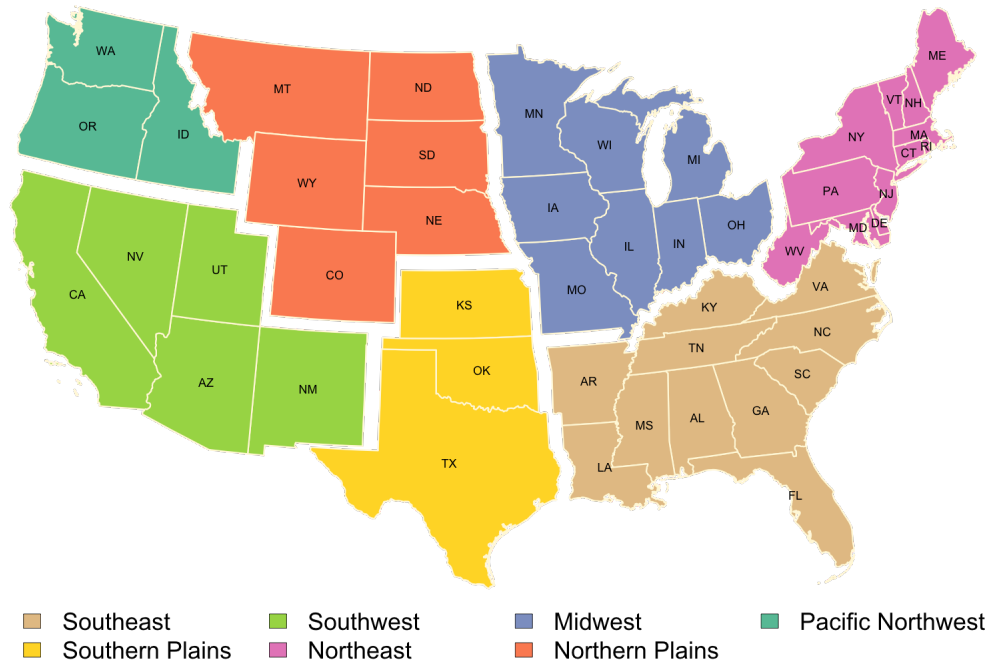 WA
MT
ND
ME
OR
ID
MN
VT
NH
WI
NY
MA
RI
CT
SD
MI
WY
PA
NJ
NE
IA
OH
MD
DE
NV
UT
CO
IL
IN
WV
CA
KS
MO
KY
VA
NC
TN
AZ
NM
OK
AR
SC
MS
AL
GA
TX
LA
FL
Southeast
Southwest
Midwest
Pacific Northwest
Southern Plains
Northeast
Northern Plains